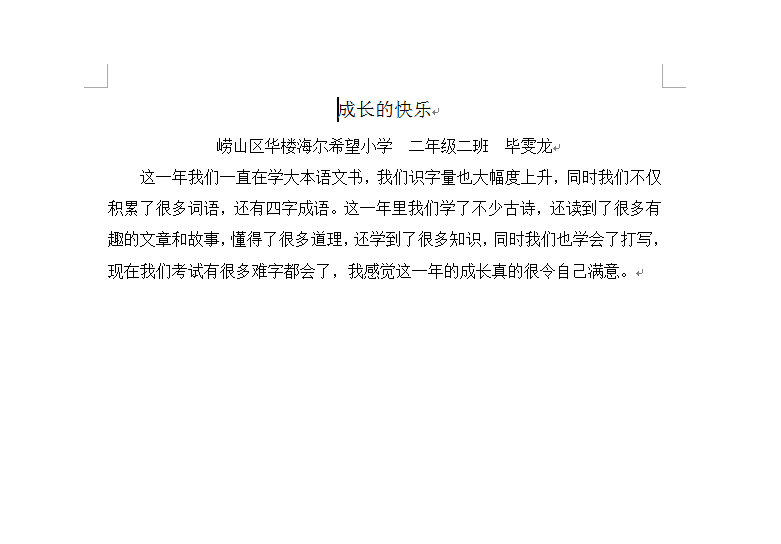 成长的快乐
崂山区华楼海尔希望小学　二年级二班　毕雯龙
这一年我们一直在学大本语文书，我们识字量也大幅度上升，同时我们不仅
积累了很多词语，还有四字成语。这一年里我们学了不少古诗，还读到了很多有
趣的文章和故事，懂得了很多道理，还学到了很多知识，同时我们也学会了打写，
现在我们考试有很多难字都会了，我感觉这一年的成长真的很令自己满意。